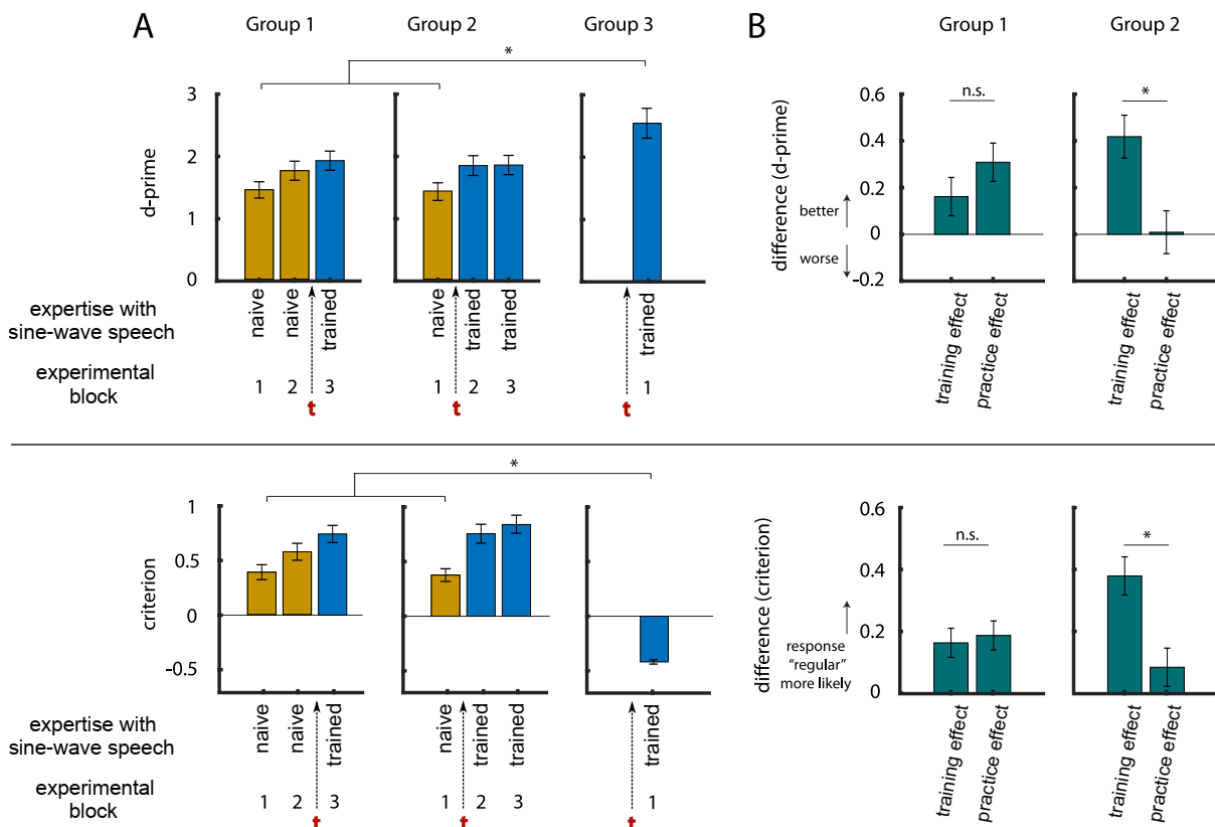 A
Group 1
Group 2
Group 3
B
Group 1
Group 2
*
3
2
1
0
d-prime
expertise with
sine-wave speech
naive
naive
trained
naive
trained
trained
trained
experimental
block
1
2
3
1
2
3
1
t
t
t
difference (d-prime)
better
worse
0.6
0.4
0.2
0
–0.2
n.s.
*
training effect
practice effect
training effect
practice effect
*
1
0.5
0
-0.5
criterion
expertise with
sine-wave speech
naive
naive
trained
naive
trained
trained
trained
experimental
block
1
2
3
1
2
3
1
t
t
t
difference (criterion)
response
"regular"
more likely
0.6
0.4
0.2
0
n.s.
*
training effect
practice effect
training effect
practice effect